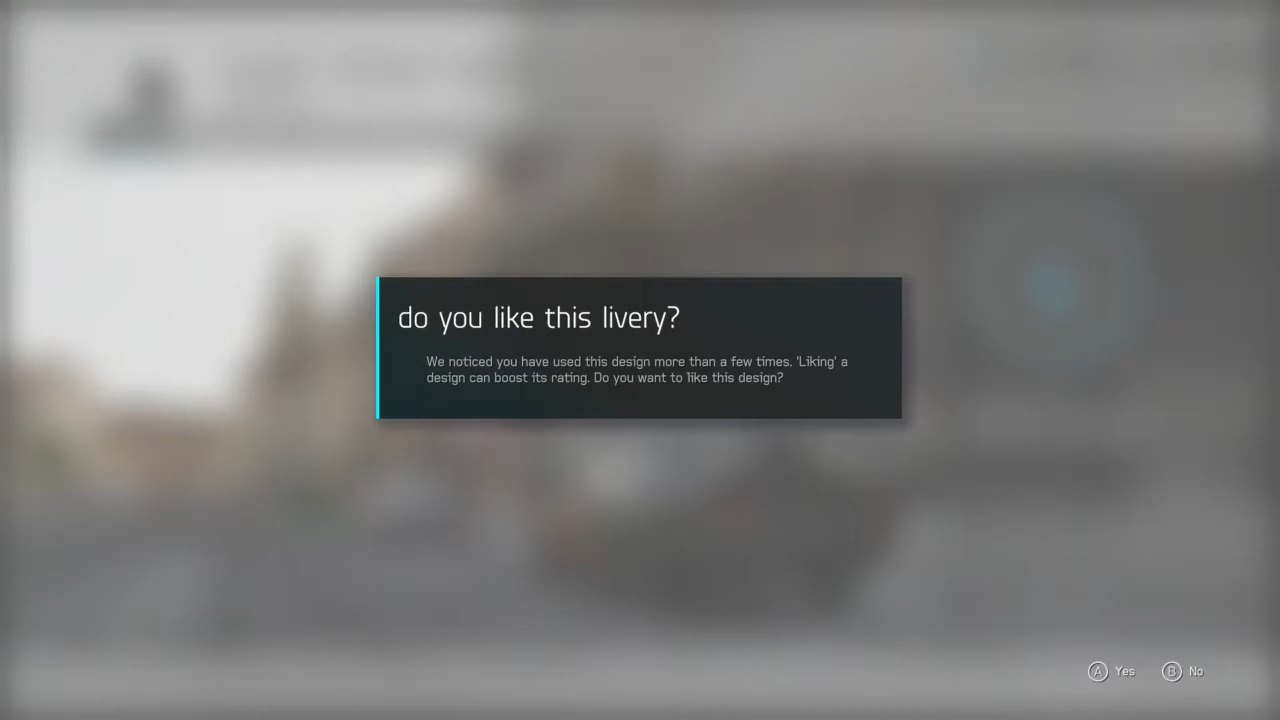 do you like this livery?
We noticed you have used this design more than a few times. 'Liking' a
design can boost its rating. Do you want to like this design?
A Yes B No